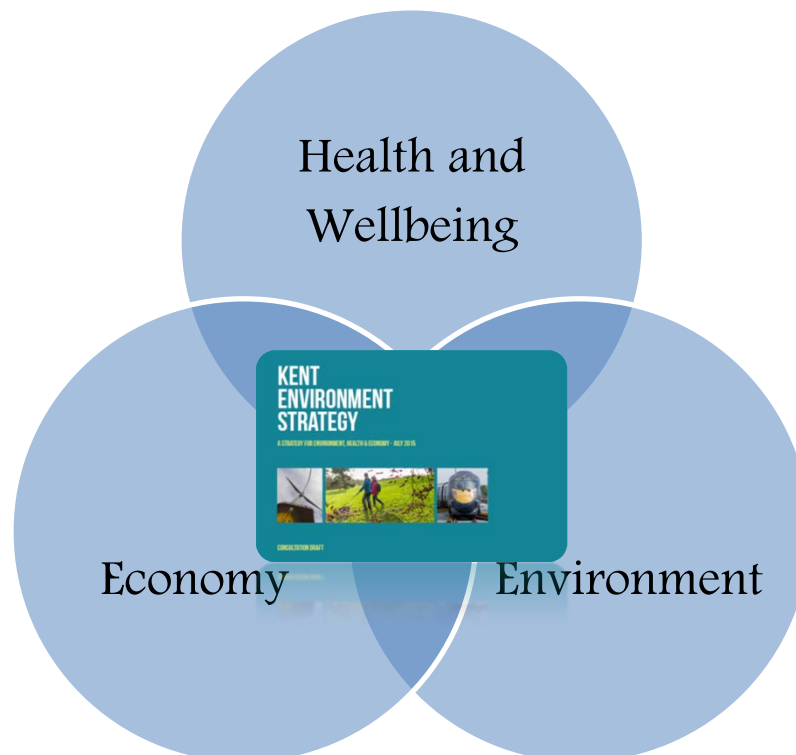 Health and
Wellbeing
KENT
ENVIRONMENT
STRATEGY
A STRATEGY FOR ENVIRONMENT, HEALTH & ECONOMY - JULY 2015
CONSULTATION DRAFT
Economy
Environment